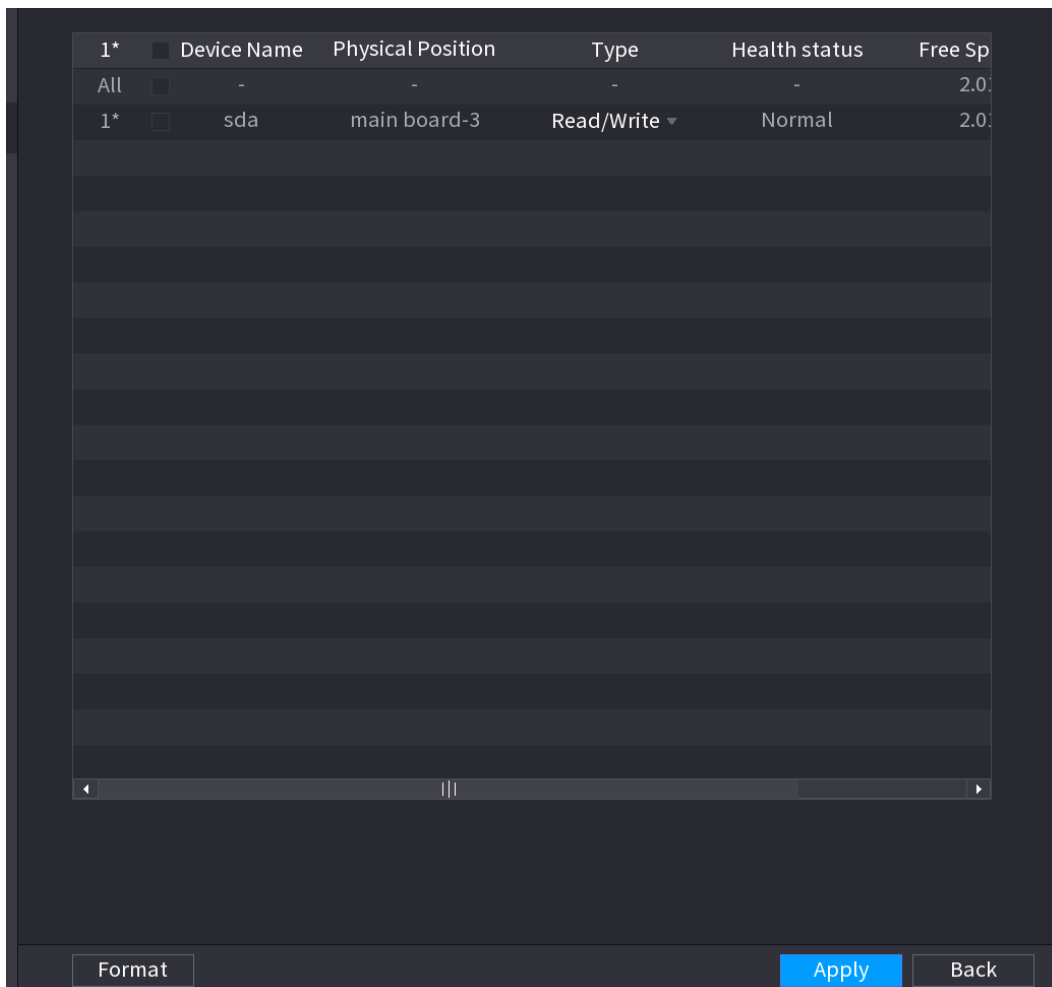 1* Device Name Physical Position Type Health status Free Sp
All - - - - 2.0
1* sda main board-3 Read/Write Normal 2.0
Format Apply Back